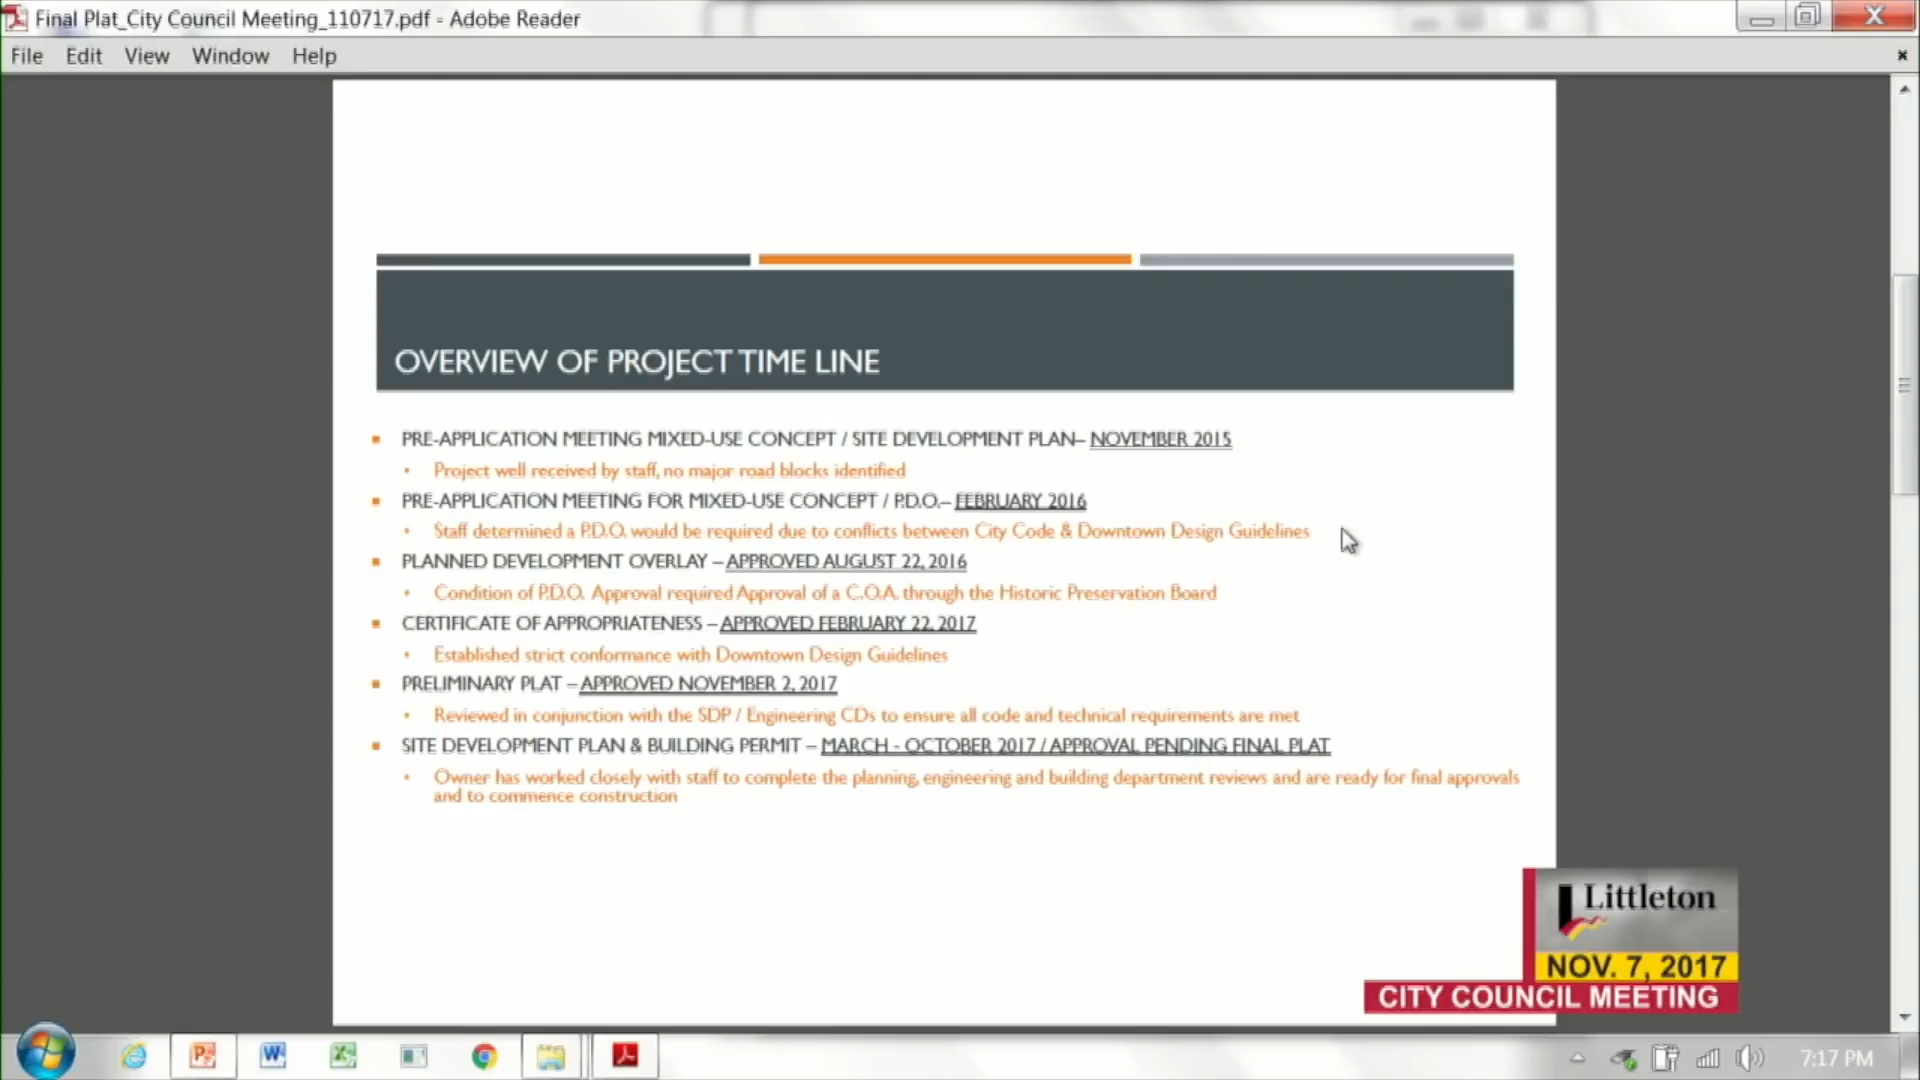 Final Plat_City Council Meeting_110717.pdf - Adobe Reader
File Edit View Window Help
OVERVIEW OF PROJECT TIME LINE
PRE-APPLICATION MEETING MIXED-USE CONCEPT / SITE DEVELOPMENT PLAN– NOVEMBER 2015
Project well received by staff, no major road blocks identified
PRE-APPLICATION MEETING FOR MIXED-USE CONCEPT / P.D.O.– FEBRUARY 2016
Staff determined a P.D.O. would be required due to conflicts between City Code & Downtown Design Guidelines
PLANNED DEVELOPMENT OVERLAY – APPROVED AUGUST 22, 2016
Condition of P.D.O. Approval required Approval of a C.O.A. through the Historic Preservation Board
CERTIFICATE OF APPROPRIATENESS – APPROVED FEBRUARY 22, 2017
Established strict conformance with Downtown Design Guidelines
PRELIMINARY PLAT – APPROVED NOVEMBER 2, 2017
Reviewed in conjunction with the SDP / Engineering CDs to ensure all code and technical requirements are met
SITE DEVELOPMENT PLAN & BUILDING PERMIT – MARCH - OCTOBER 2017 / APPROVAL PENDING FINAL PLAT
Owner has worked closely with staff to complete the planning, engineering and building department reviews and are ready for final approvals
and to commence construction
Littleton
NOV. 7, 2017
CITY COUNCIL MEETING
7:17 PM